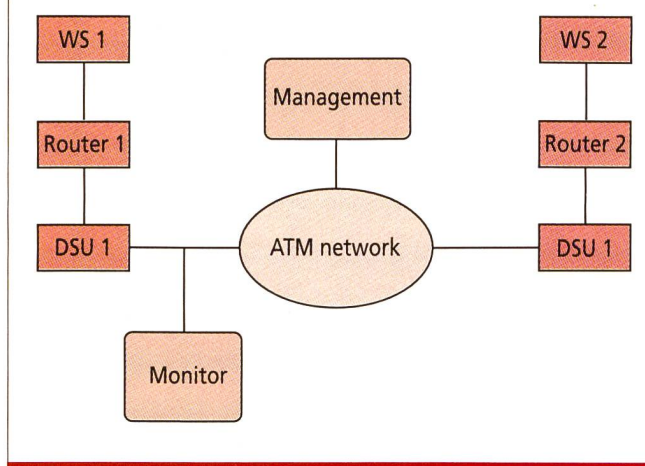 WS 1
WS 2
Management
Router 1
Router 2
DSU 1
ATM network
DSU 1
Monitor